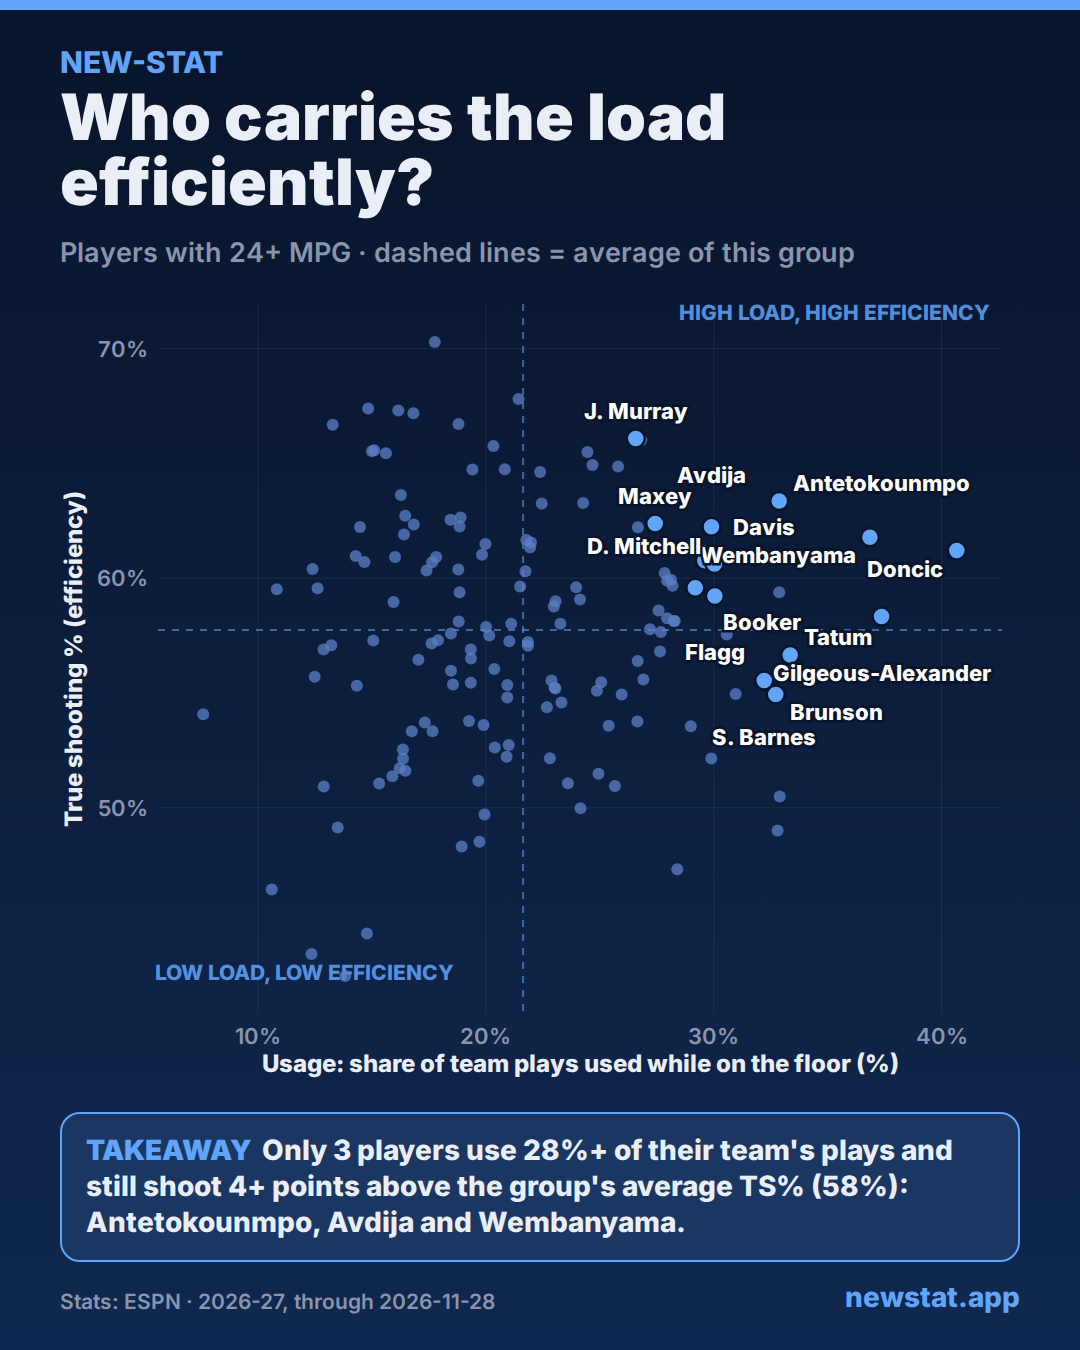 NEW-STAT
Who carries the load
efficiently?
Players with 24+ MPG · dashed lines = average of this group
HIGH LOAD, HIGH EFFICIENCY
70%
J. Murray
Avdija
Antetokounmpo
Maxey
Davis
D. Mitchell
Wembanyama
Doncic
60%
Booker
Tatum
Flagg
Gilgeous-Alexander
Brunson
S. Barnes
50%
True shooting % (efficiency)
LOW LOAD, LOW EFFICIENCY
10%
20%
30%
40%
Usage: share of team plays used while on the floor (%)
TAKEAWAY Only 3 players use 28%+ of their team's plays and
still shoot 4+ points above the group's average TS% (58%):
Antetokounmpo, Avdija and Wembanyama.
Stats: ESPN · 2026-27, through 2026-11-28
newstat.app